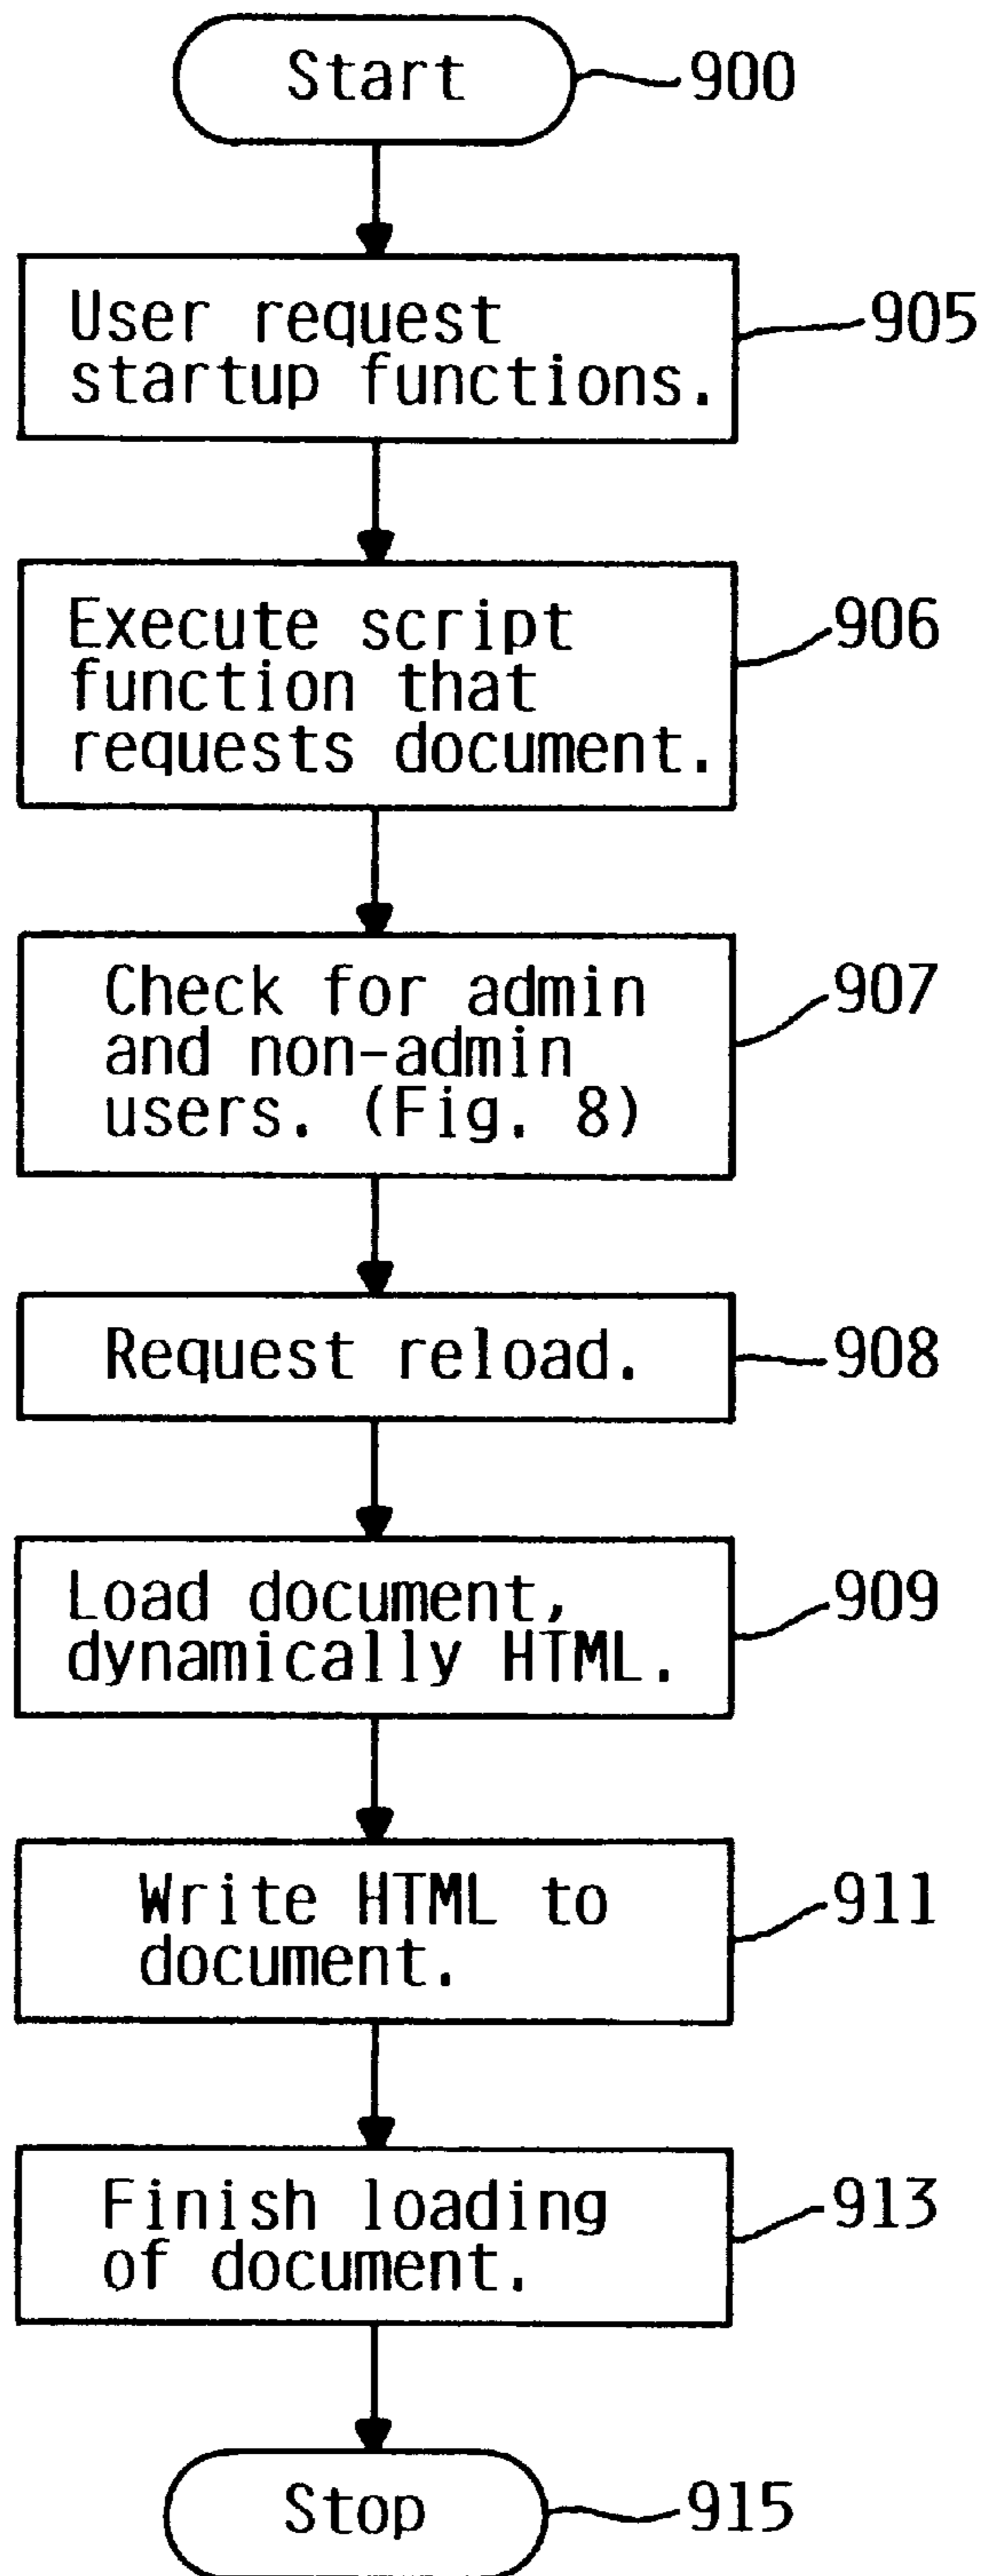 Start
900
User request
startup functions.
905
Execute script
function that
requests document.
906
Check for admin
and non-admin
users. (Fig. 8)
907
Request reload.
908
Load document,
dynamically HTML.
909
Write HTML to
document.
911
Finish loading
of document.
913
Stop
915